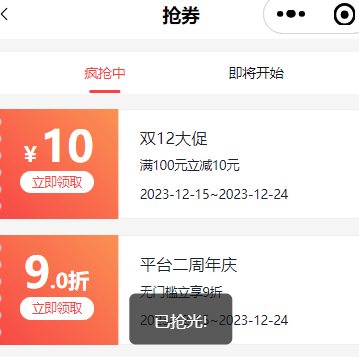 抢券
疯抢中
即将开始
¥10
立即领取
双12大促
满100元立减10元
2023-12-15~2023-12-24
9.0折
立即领取
平台二周年庆
无门槛立享9折
已抢光!
~2023-12-24